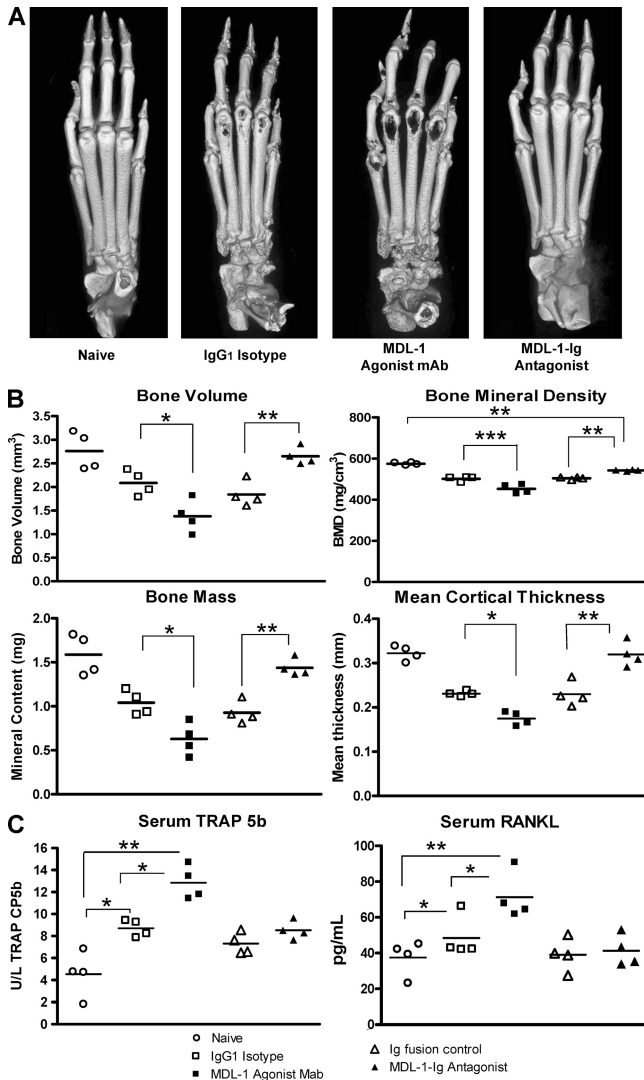 A
Naive
IgG1 Isotype
MDL-1
Agonist mAb
MDL-1-Ig
Antagonist
B
Bone Volume
Bone Volume (mm3)
3.5
3.0
2.5
2.0
1.5
1.0
0.5
0.0
*
**
Bone Mineral Density
BMD (mg/cm3)
800
600
400
200
0
**
***
**
Bone Mass
Mineral Content (mg)
2.0
1.5
1.0
0.5
0.0
*
**
Mean Cortical Thickness
Mean thickness (mm)
0.4
0.3
0.2
0.1
0.0
*
**
C
Serum TRAP 5b
U/L TRAP CP5b
16
14
12
10
8
6
4
2
0
**
*
*
Serum RANKL
pg/mL
100
80
60
40
20
0
**
*
*
Naive
IgG1 Isotype
MDL-1 Agonist Mab
Ig fusion control
MDL-1-Ig Antagonist